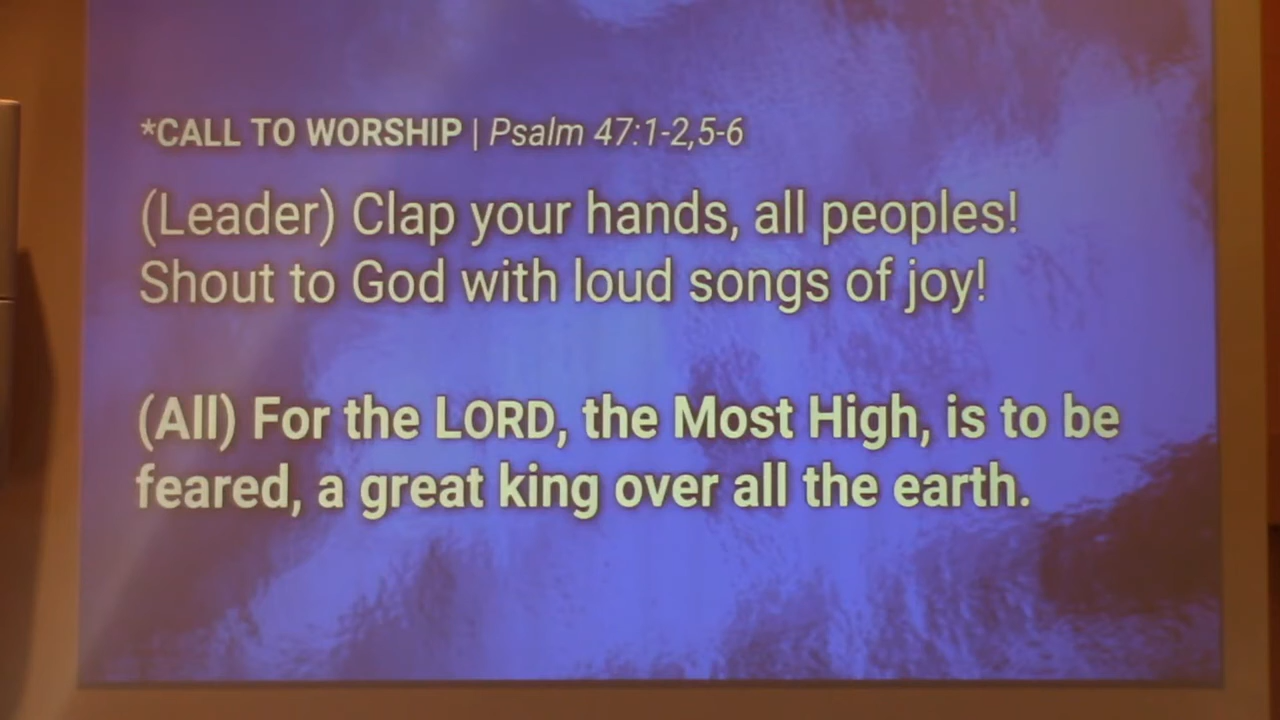 *CALL TO WORSHIP | Psalm 47:1-2,5-6
(Leader) Clap your hands, all peoples!
Shout to God with loud songs of joy!
(All) For the LORD, the Most High, is to be
feared, a great king over all the earth.